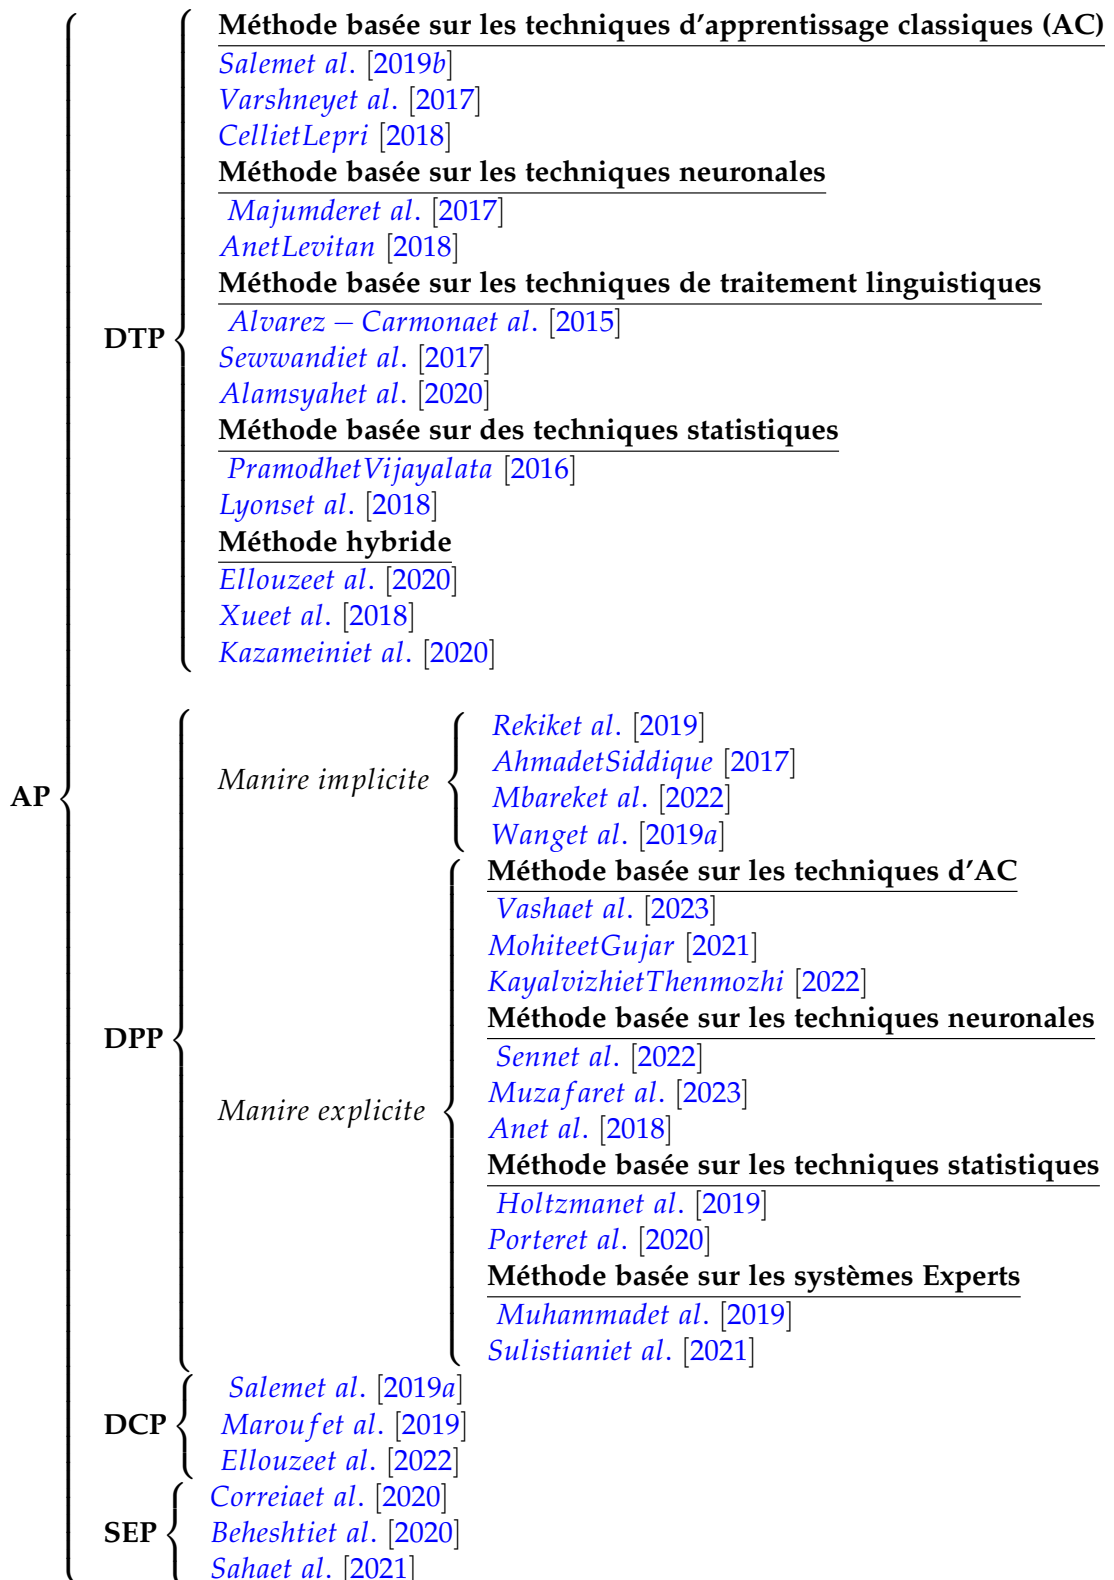 Méthode basée sur les techniques d'apprentissage classiques (AC)
Salemet al. [2019b]
Varshneyet al. [2017]
CellietLepri [2018]
Méthode basée sur les techniques neuronales
Majumderet al. [2017]
AnetLevitan [2018]
Méthode basée sur les techniques de traitement linguistiques
DTP
Alvarez − Carmonaet al. [2015]
Sewwandiet al. [2017]
Alamsyahet al. [2020]
Méthode basée sur des techniques statistiques
PramodhetVijayalata [2016]
Lyonset al. [2018]
Méthode hybride
Ellouzeet al. [2020]
Xueet al. [2018]
Kazameiniet al. [2020]
AP
Manire implicite
Rekiket al. [2019]
AhmadetSiddique [2017]
Mbareket al. [2022]
Wanget al. [2019a]
DPP
Manire explicite
Méthode basée sur les techniques d'AC
Vashaet al. [2023]
MohiteetGujar [2021]
KayalvizhietThenmozhi [2022]
Méthode basée sur les techniques neuronales
Sennet al. [2022]
Muzafaret al. [2023]
Anet al. [2018]
Méthode basée sur les techniques statistiques
Holtzmanet al. [2019]
Porteret al. [2020]
Méthode basée sur les systèmes Experts
Muhammadet al. [2019]
Sulistianiet al. [2021]
DCP
Salemet al. [2019a]
Maroufet al. [2019]
Ellouzeet al. [2022]
SEP
Correiaet al. [2020]
Beheshtiet al. [2020]
Sahaet al. [2021]